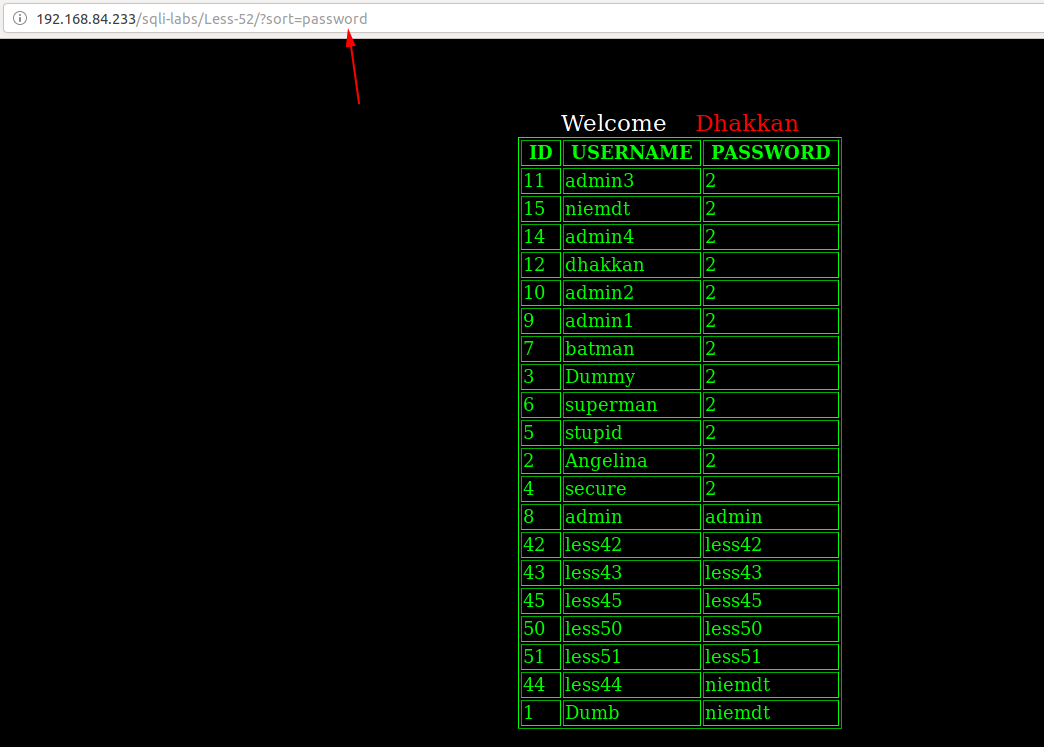 192.168.84.233/sqli-labs/Less-52/?sort=password
Welcome Dhakkan
ID USERNAME PASSWORD
11 admin3 2
15 niemdt 2
14 admin4 2
12 dhakkan 2
10 admin2 2
9 admin1 2
7 batman 2
3 Dummy 2
6 superman 2
5 stupid 2
2 Angelina 2
4 secure 2
8 admin admin
42 less42 less42
43 less43 less43
45 less45 less45
50 less50 less50
51 less51 less51
44 less44 niemdt
1 Dumb niemdt